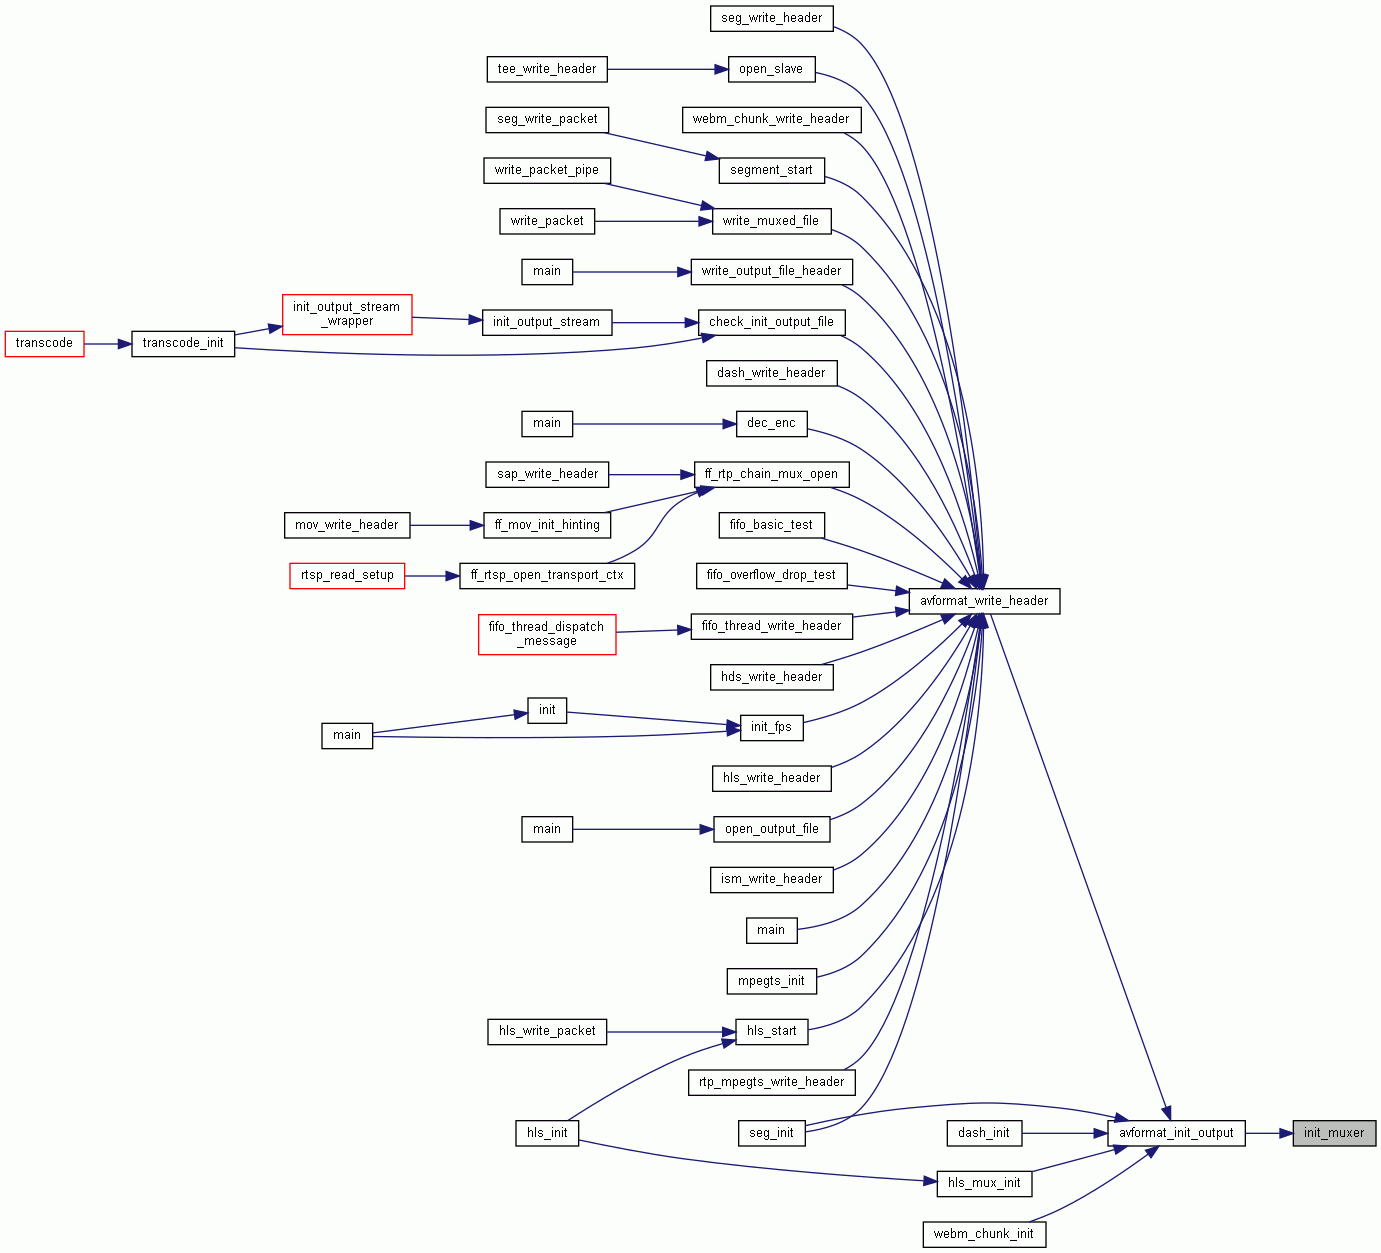 seg_write_header
tee_write_header
open_slave
seg_write_packet
webm_chunk_write_header
write_packet_pipe
segment_start
write_packet
write_muxed_file
main
write_output_file_header
init_output_stream
_wrapper
init_output_stream
check_init_output_file
transcode
transcode_init
dash_write_header
main
dec_enc
sap_write_header
ff_rtp_chain_mux_open
mov_write_header
ff_mov_init_hinting
fifo_basic_test
rtsp_read_setup
ff_rtsp_open_transport_ctx
fifo_overflow_drop_test
avformat_write_header
fifo_thread_dispatch
_message
fifo_thread_write_header
hds_write_header
init
main
init_fps
hls_write_header
main
open_output_file
ism_write_header
main
mpegts_init
hls_write_packet
hls_start
rtp_mpegts_write_header
hls_init
seg_init
dash_init
avformat_init_output
init_muxer
hls_mux_init
webm_chunk_init